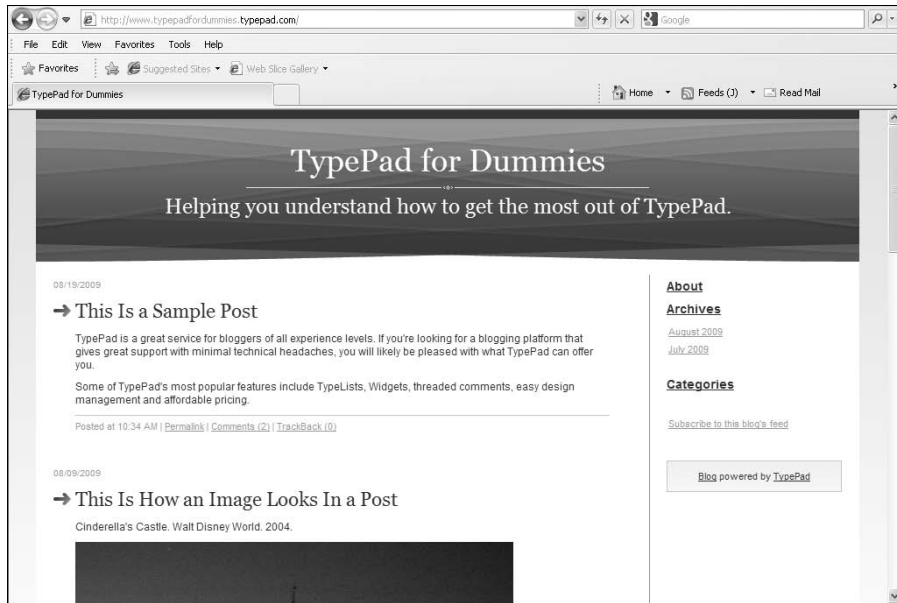 http://www.typepadfordummies.typepad.com/
Google
File Edit View Favorites Tools Help
Favorites Suggested Sites Web Slice Gallery
TypePad for Dummies
Home Feeds (J) Read Mail
TypePad for Dummies
Helping you understand how to get the most out of TypePad.
08/19/2009
This Is a Sample Post
TypePad is a great service for bloggers of all experience levels. If you're looking for a blogging platform that
gives great support with minimal technical headaches, you will likely be pleased with what TypePad can offer
you.
Some of TypePad's most popular features include TypeLists, Widgets, threaded comments, easy design
management and affordable pricing.
Posted at 10:34 AM | Permalink | Comments (2) | TrackBack (0)
08/09/2009
This Is How an Image Looks In a Post
Cinderella's Castle. Walt Disney World. 2004.
About
Archives
August 2009
July 2009
Categories
Subscribe to this blog's feed
Blog powered by TypePad